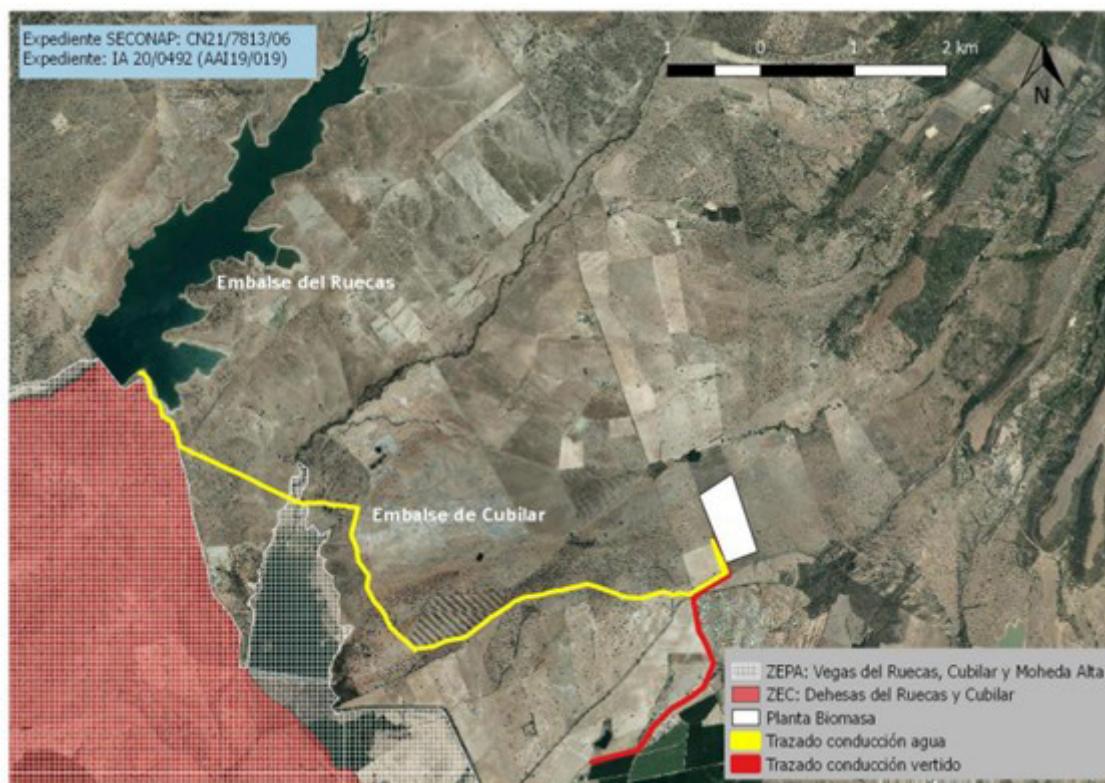 Expediente SECONAP: CN21/7813/06
Expediente: IA 20/0492 (AAI19/019)
1 0 1 2 km
N
Embalse del Ruecas
Embalse de Cubilar
ZEPA: Vegas del Ruecas, Cubilar y Moheda Alta
ZEC: Dehesas del Ruecas y Cubilar
Planta Biomasa
Trazado conducción agua
Trazado conducción vertido